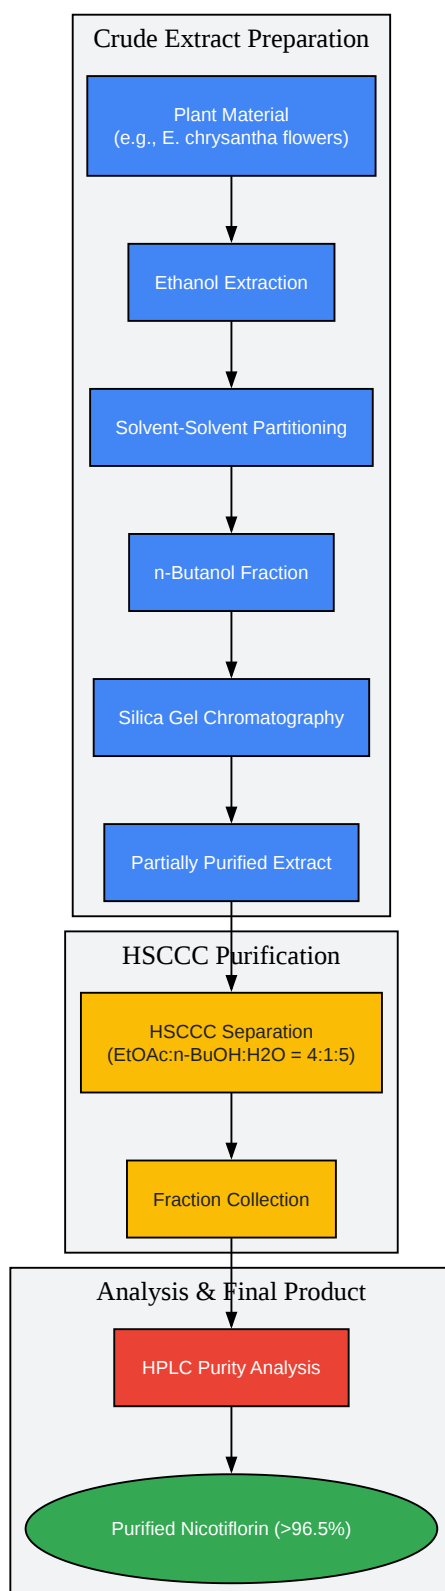 Crude Extract Preparation
Plant Material
(e.g., E. chrysantha flowers)
Ethanol Extraction
Solvent-Solvent Partitioning
n-Butanol Fraction
Silica Gel Chromatography
Partially Purified Extract
HSCCC Purification
HSCCC Separation
(EtOAc:n-BuOH:H2O = 4:1:5)
Fraction Collection
Analysis & Final Product
HPLC Purity Analysis
Purified Nicotiflorin (>96.5%)